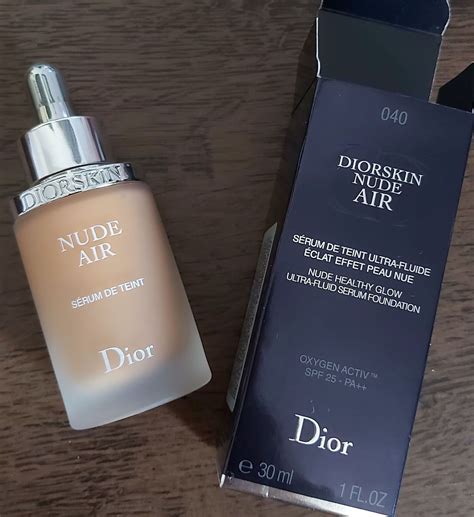 DIORSKIN
NUDE
AIR
SÉRUM DE TEINT
Dior
040
DIORSKIN
NUDE
AIR
SÉRUM DE TEINT ULTRA-FLUIDE
ÉCLAT EFFET PEAU NUE
NUDE HEALTHY GLOW
ULTRA-FLUID SERUM FOUNDATION
OXYGEN ACTIV™
SPF 25 - PA++
Dior
e 30 ml 1 FL.OZ